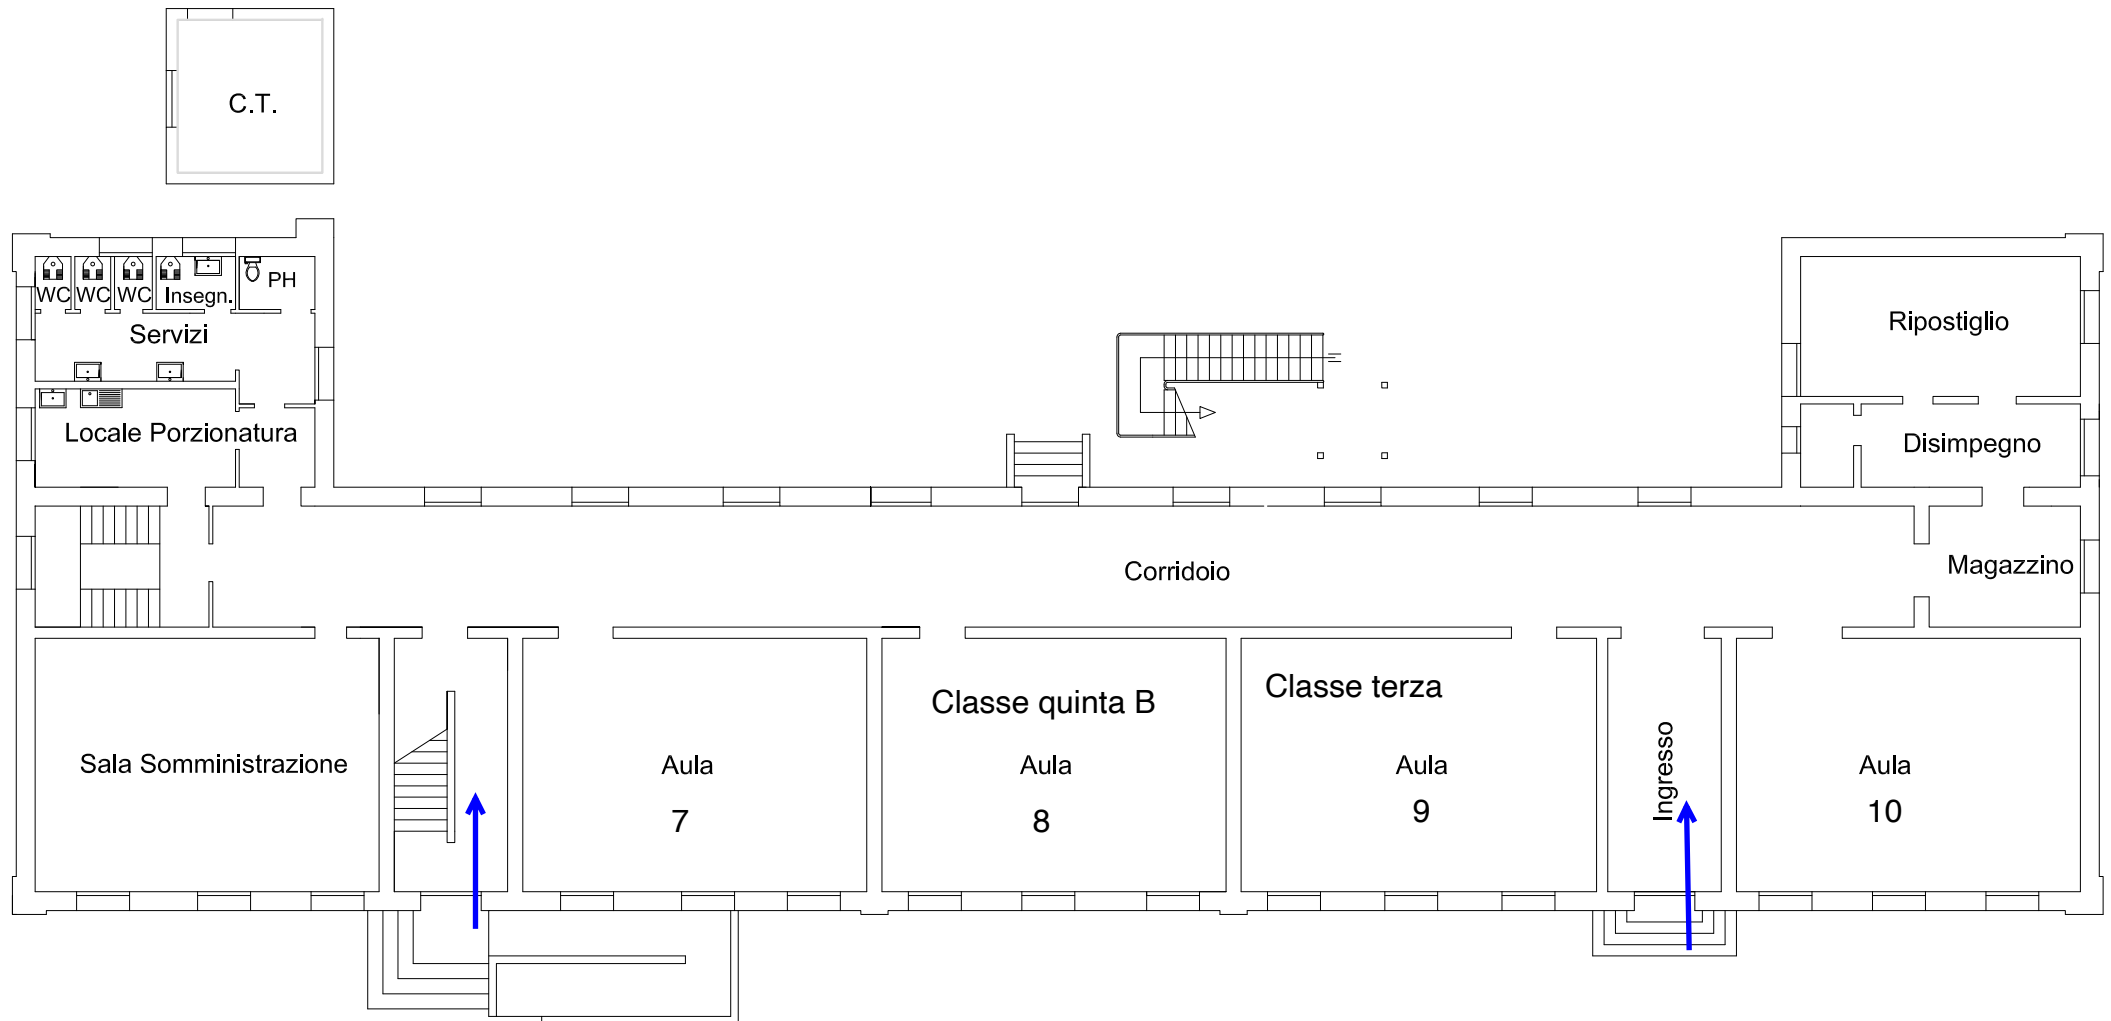 C.T.
WC
WC
WC
Insegn.
PH
Servizi
Ripostiglio
Locale Porzionatura
Disimpegno
Corridoio
Magazzino
Classe quinta B
Classe terza
Sala Somministrazione
Aula
7
Aula
8
Aula
9
Ingresso
Aula
10